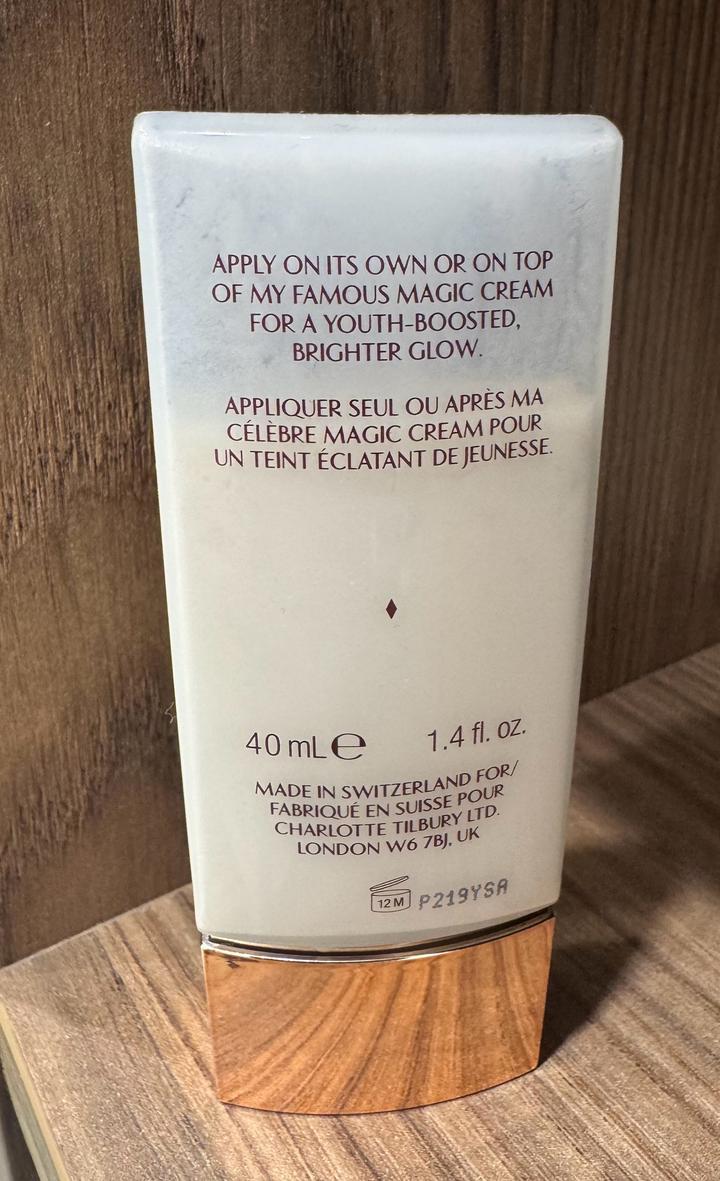 APPLY ON ITS OWN OR ON TOP
OF MY FAMOUS MAGIC CREAM
FOR A YOUTH-BOOSTED,
BRIGHTER GLOW.
APPLIQUER SEUL OU APRÈS MA
CÉLÈBRE MAGIC CREAM POUR
UN TEINT ÉCLATANT DE JEUNESSE.
40 mL ℮ 1.4 fl. oz.
MADE IN SWITZERLAND FOR/
FABRIQUÉ EN SUISSE POUR
CHARLOTTE TILBURY LTD.
LONDON W6 7BJ, UK
12 M P219YSA